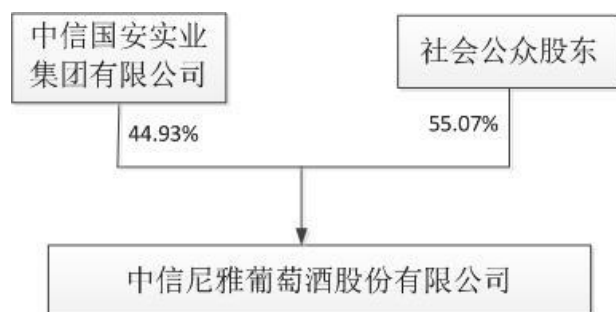 中信国安实业
集团有限公司
社会公众股东
44.93%
55.07%
中信尼雅葡萄酒股份有限公司